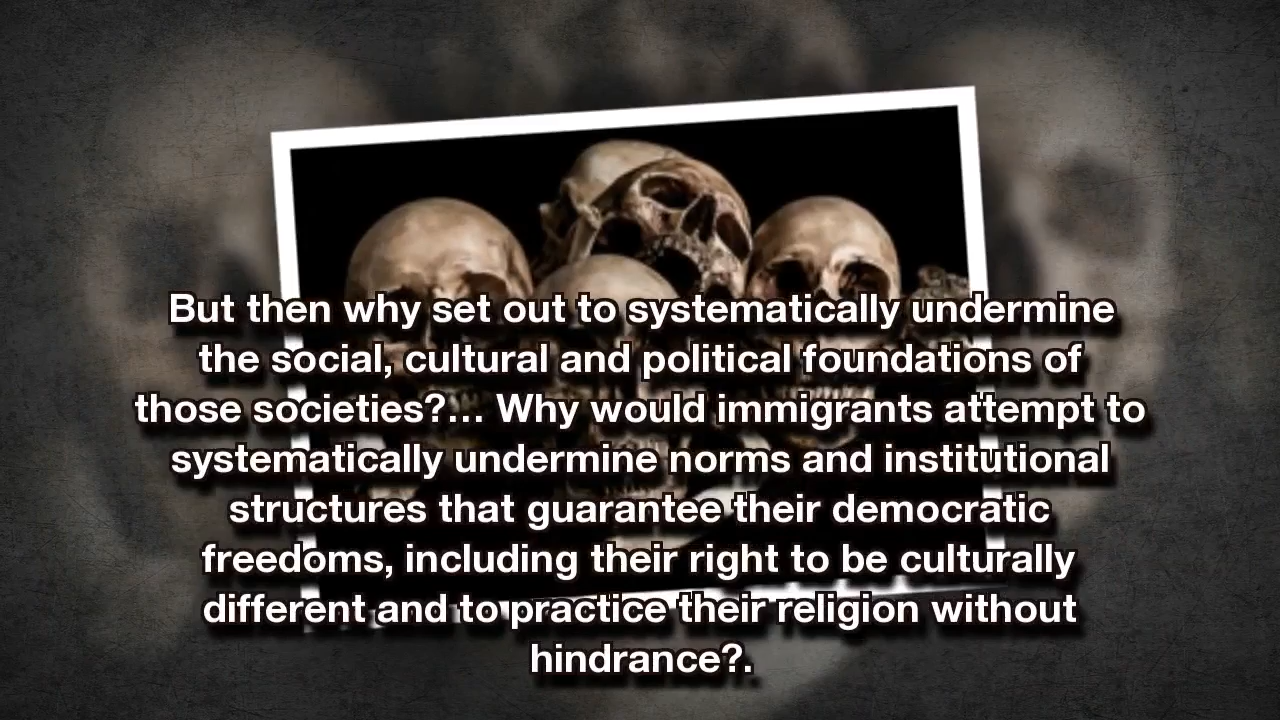 But then why set out to systematically undermine
the social, cultural and political foundations of
those societies?... Why would immigrants attempt to
systematically undermine norms and institutional
structures that guarantee their democratic
freedoms, including their right to be culturally
different and to practice their religion without
hindrance?.